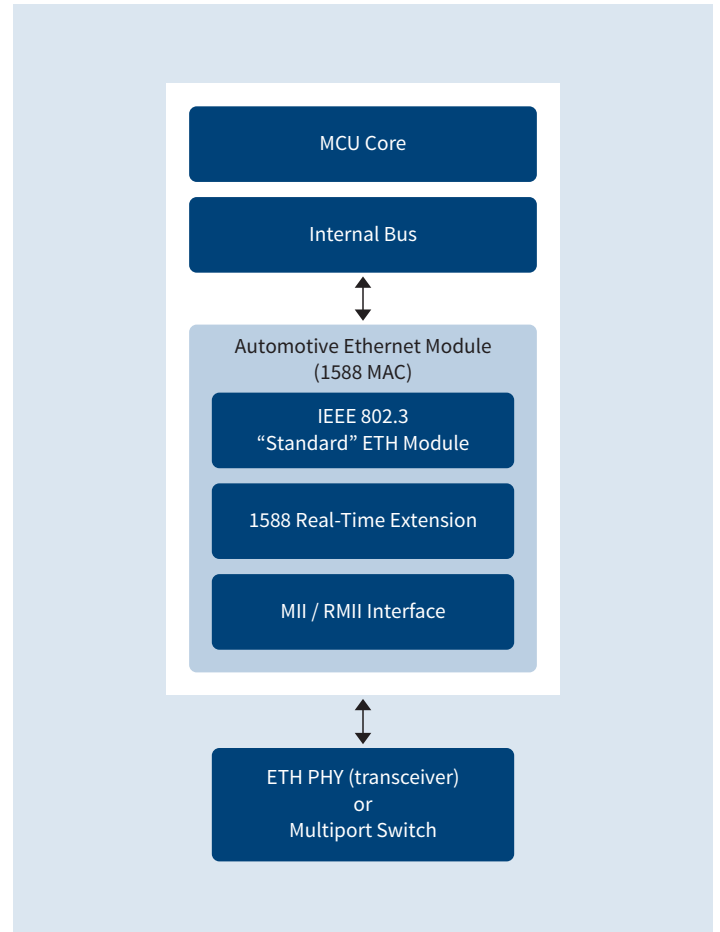 MCU Core
Internal Bus
Automotive Ethernet Module
(1588 MAC)
IEEE 802.3
“Standard” ETH Module
1588 Real-Time Extension
MII / RMII Interface
ETH PHY (transceiver)
or
Multiport Switch